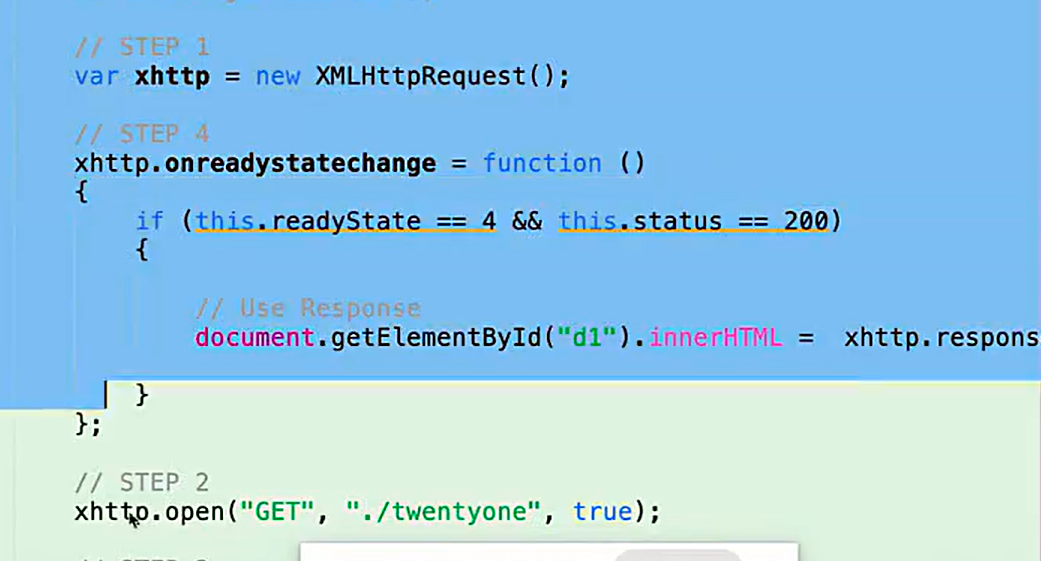 // STEP 1
var xhttp = new XMLHttpRequest();
// STEP 4
xhttp.onreadystatechange = function ()
{
if (this.readyState == 4 && this.status == 200)
{
// Use Response
document.getElementById("d1").innerHTML = xhttp.respons
}
};
// STEP 2
xhttp.open("GET", "./twentyone", true);